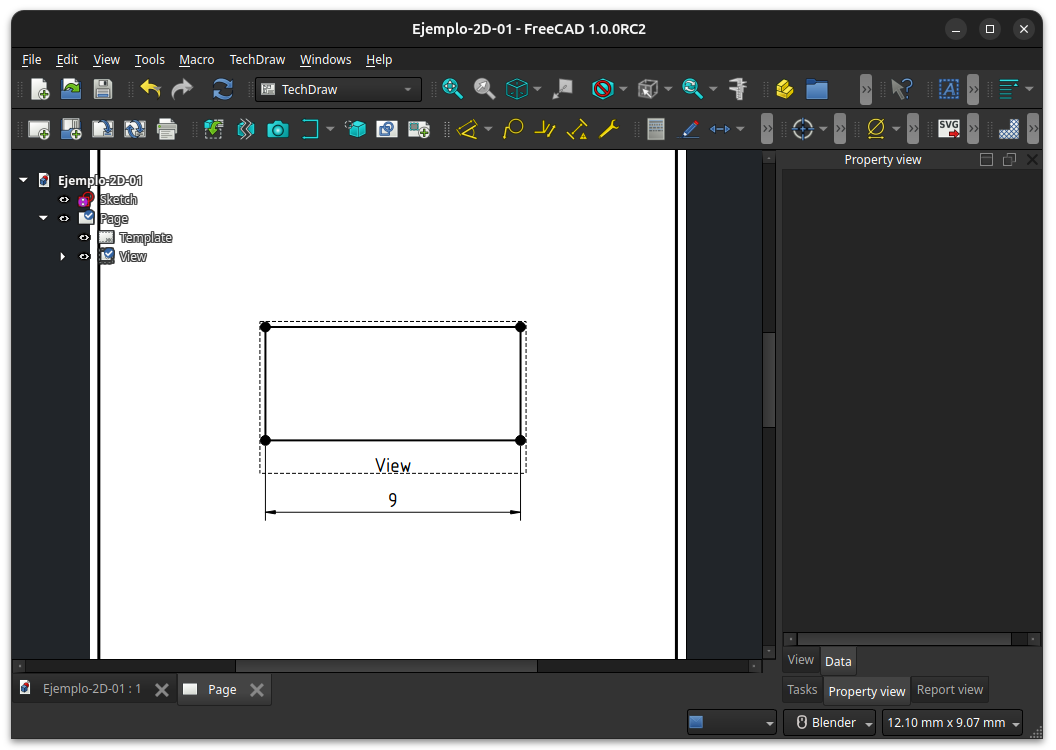 Ejemplo-2D-01 - FreeCAD 1.0.0RC2
File Edit View Tools Macro TechDraw Windows Help
TechDraw
A
SVG
Property view
Ejemplo-2D-01
Sketch
Page
Template
View
View
9
View Data
Ejemplo-2D-01 : 1 Page
Tasks Property view Report view
Blender 12.10 mm x 9.07 mm